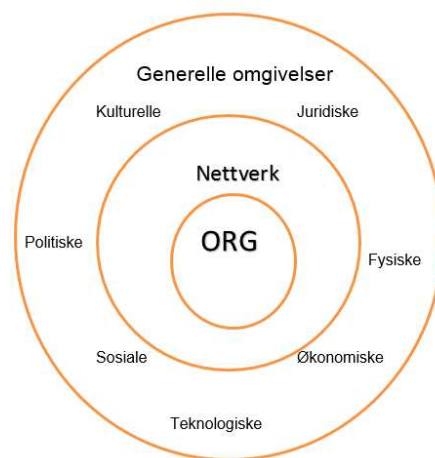 Generelle omgivelser
Kulturelle Juridiske
Nettverk
ORG
Politiske
Fysiske
Sosiale Økonomiske
Teknologiske